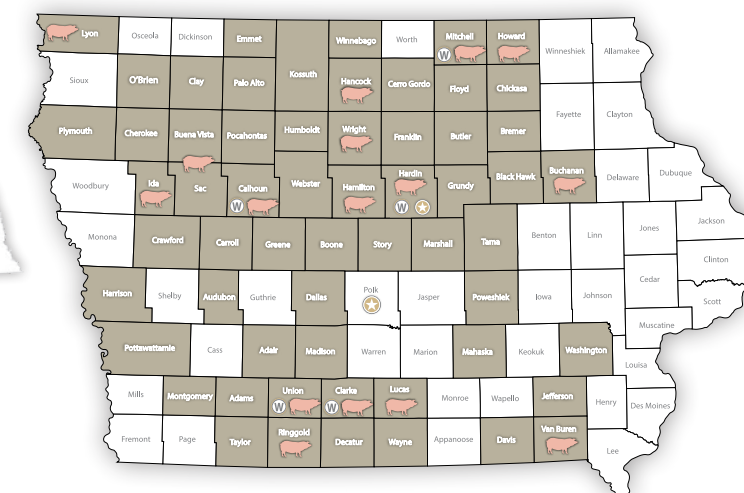 Lyon
Osceola
Dickinson
Emmet
Winnebago
Worth
Mitchell
Howard
Winneshiek
Allamakee
W
Sioux
O'Brien
Clay
Palo Alto
Kossuth
Hancock
Cerro Gordo
Floyd
Chickasa
Plymouth
Cherokee
Buena Vista
Pocahontas
Humboldt
Wright
Franklin
Butler
Bremer
Fayette
Clayton
Woodbury
Ida
Sac
Calhoun
W
Webster
Hamilton
Hardin
W
Grundy
Black Hawk
Buchanan
Delaware
Dubuque
Monona
Crawford
Carroll
Greene
Boone
Story
Marshall
Tama
Benton
Linn
Jones
Jackson
Clinton
Harrison
Shelby
Audubon
Guthrie
Dallas
Polk
Jasper
Poweshiek
Iowa
Johnson
Cedar
Scott
Muscatine
Pottawattamie
Cass
Adair
Madison
Warren
Marion
Mahaska
Keokuk
Washington
Louisa
Mills
Montgomery
Adams
Union
W
Clarke
W
Lucas
Monroe
Wapello
Jefferson
Henry
Des Moines
Fremont
Page
Taylor
Ringgold
Decatur
Wayne
Appanoose
Davis
Van Buren
Lee